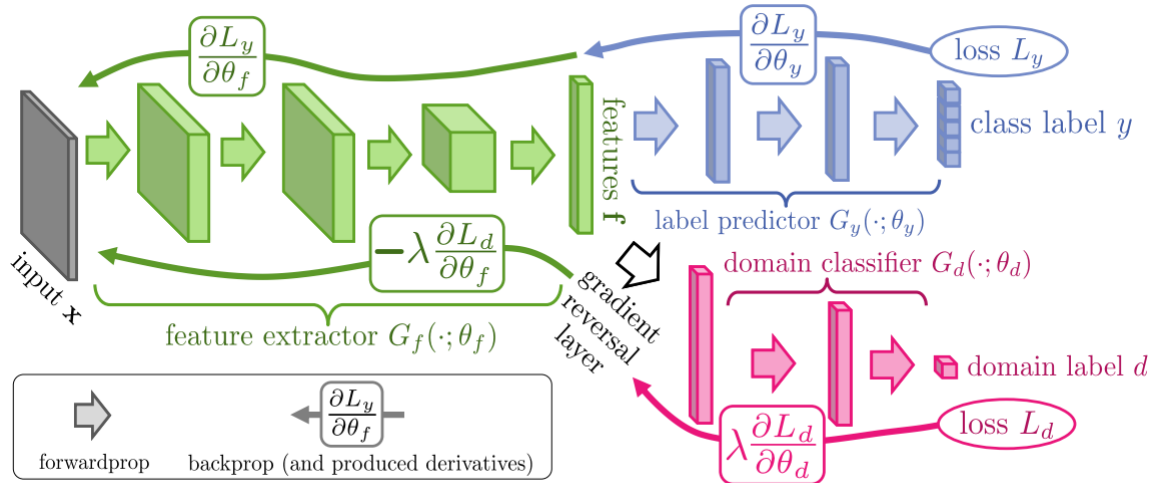 ∂L_y/∂θ_f
∂L_y/∂θ_y
loss L_y
features f
class label y
label predictor G_y(·; θ_y)
input x
−λ ∂L_d/∂θ_f
gradient
reversal
layer
domain classifier G_d(·; θ_d)
feature extractor G_f(·; θ_f)
domain label d
λ ∂L_d/∂θ_d
loss L_d
∂L_y/∂θ_f
forwardprop
backprop (and produced derivatives)